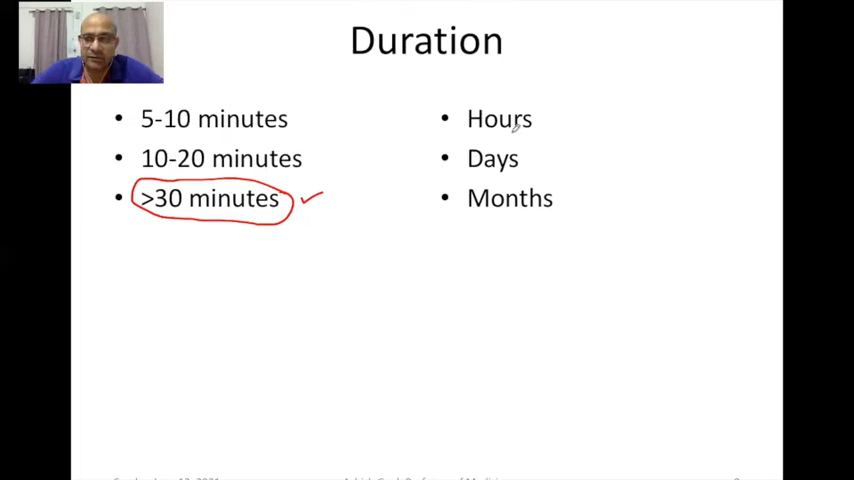 Duration
• 5-10 minutes
• 10-20 minutes
• >30 minutes
• Hours
• Days
• Months